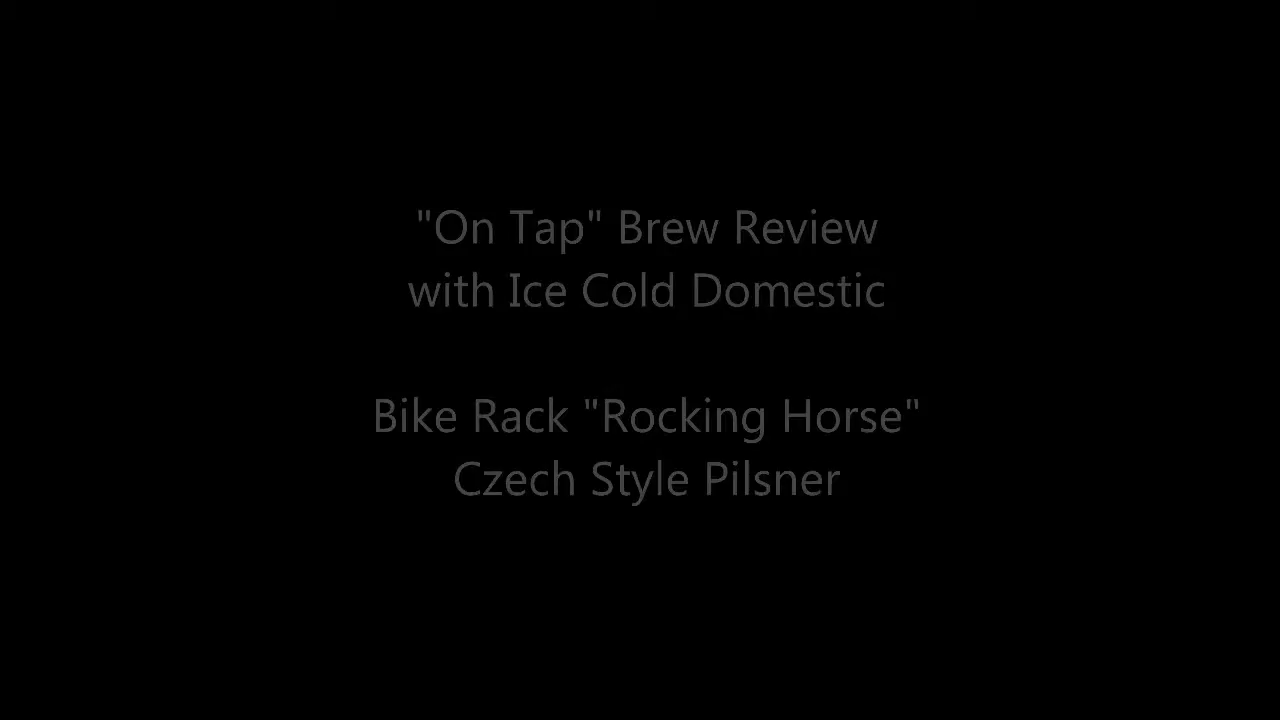 "On Tap" Brew Review
with Ice Cold Domestic
Bike Rack "Rocking Horse"
Czech Style Pilsner